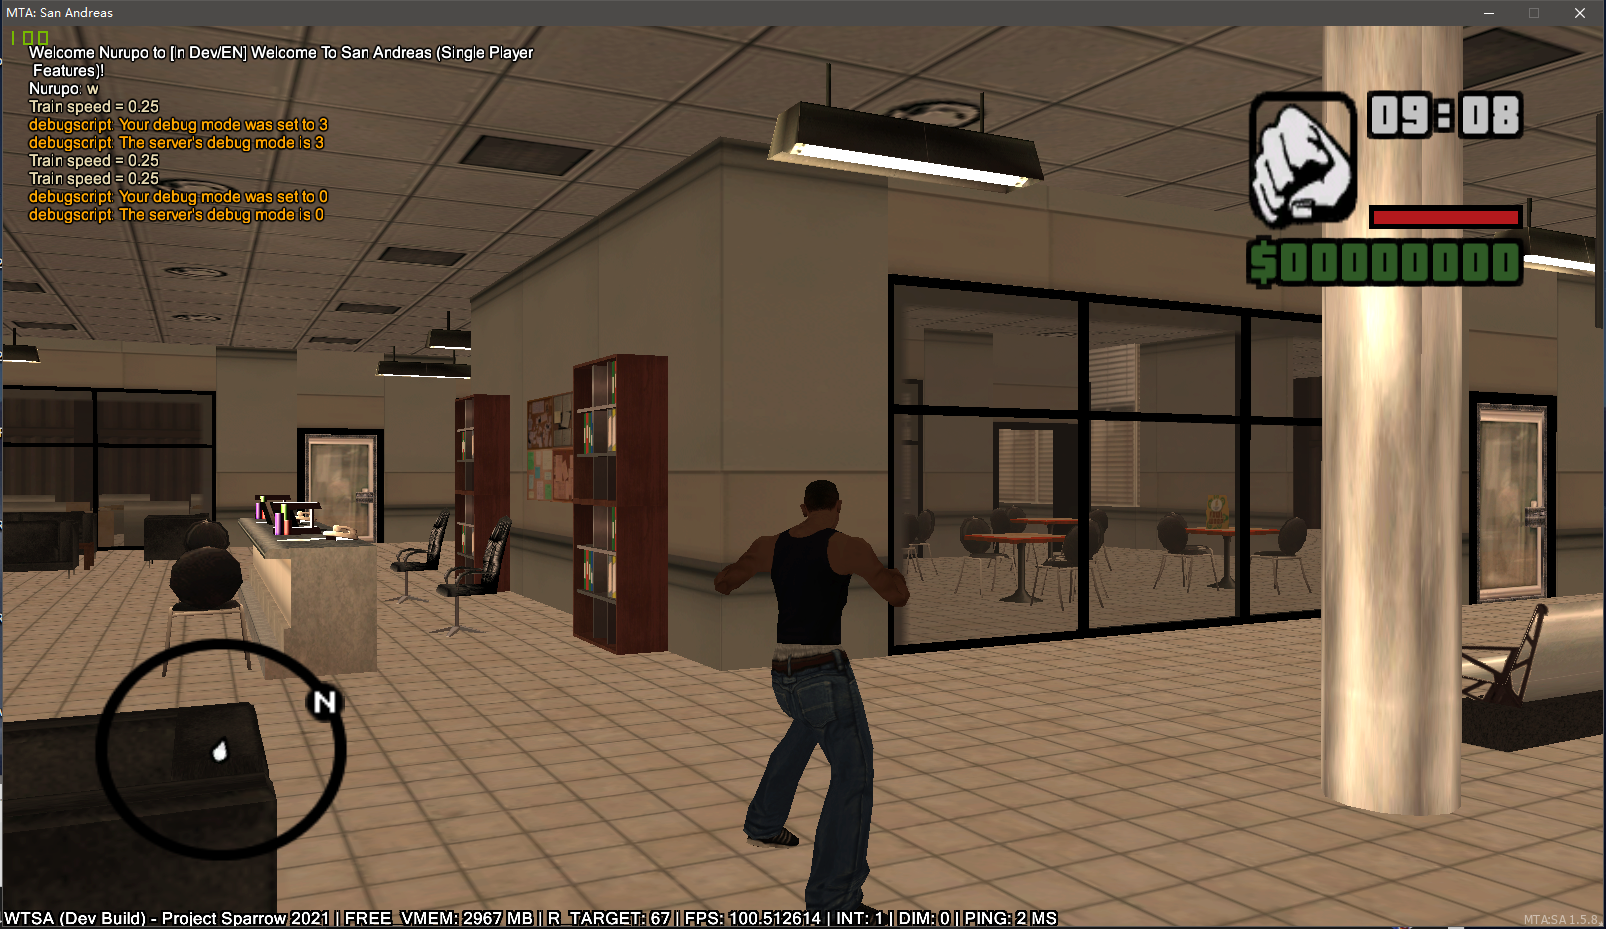 MTA: San Andreas
Welcome Nurupo to [In Dev/EN] Welcome To San Andreas (Single Player
Features)!
Nurupo: w
Train speed = 0.25
debugscript: Your debug mode was set to 3
debugscript: The server's debug mode is 3
Train speed = 0.25
Train speed = 0.25
debugscript: Your debug mode was set to 0
debugscript: The server's debug mode is 0
09:08
$00000000
N
WTSA (Dev Build) - Project Sparrow 2021 | FREE_VMEM: 2967 MB | R_TARGET: 67 | FPS: 100.512614 | INT: 1 | DIM: 0 | PING: 2 MS
MTA:SA 1.5.8